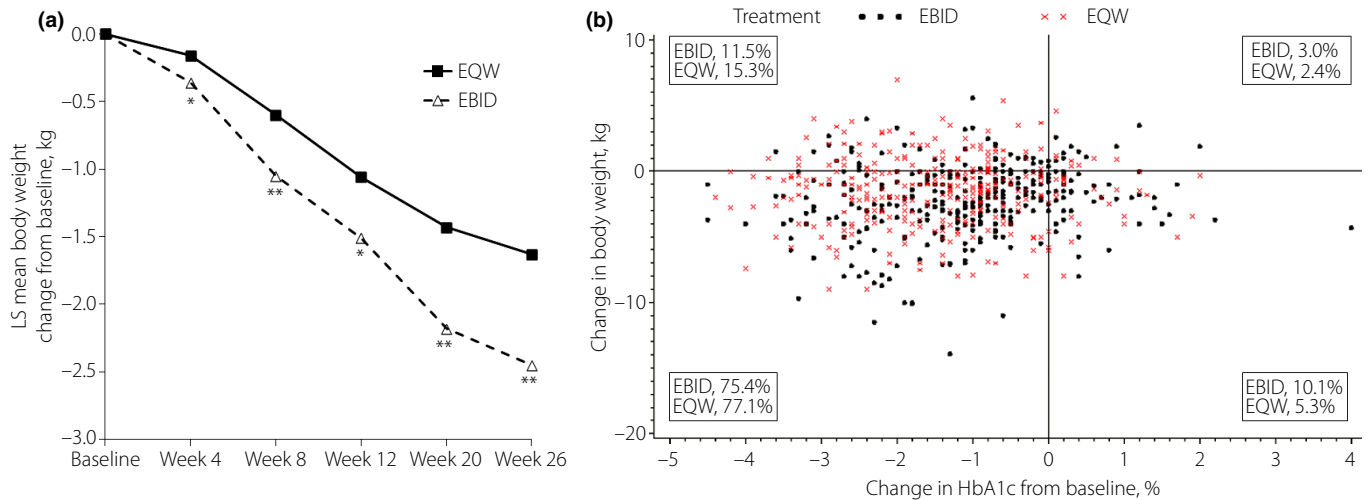 (a)
0.0
−0.5
−1.0
−1.5
−2.0
−2.5
−3.0
LS mean body weight
change from baseline, kg
EQW
EBID
*
**
*
**
**
Baseline
Week 4
Week 8
Week 12
Week 20
Week 26
(b)
Treatment
EBID
EQW
EBID, 11.5%
EQW, 15.3%
EBID, 3.0%
EQW, 2.4%
EBID, 75.4%
EQW, 77.1%
EBID, 10.1%
EQW, 5.3%
10
0
−10
−20
Change in body weight, kg
−5
−4
−3
−2
−1
0
1
2
3
4
Change in HbA1c from baseline, %